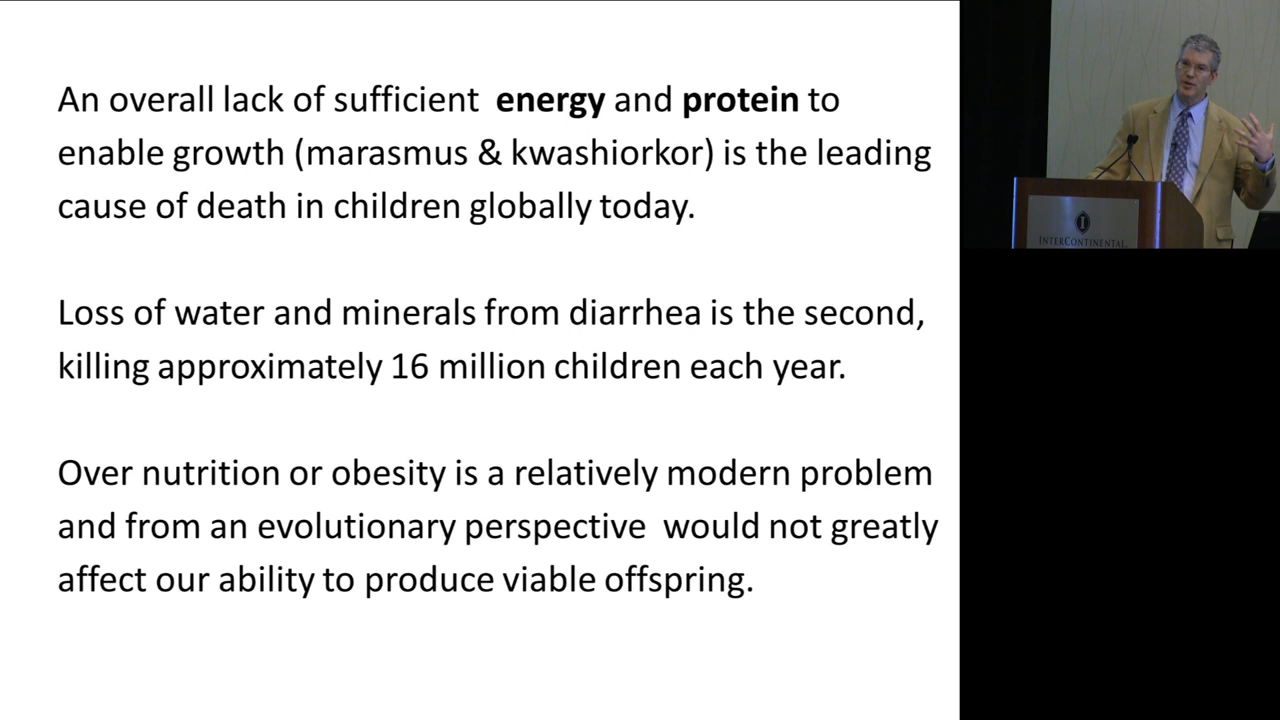 An overall lack of sufficient energy and protein to
enable growth (marasmus & kwashiorkor) is the leading
cause of death in children globally today.
Loss of water and minerals from diarrhea is the second,
killing approximately 16 million children each year.
Over nutrition or obesity is a relatively modern problem
and from an evolutionary perspective would not greatly
affect our ability to produce viable offspring.
I
INTERCONTINENTAL